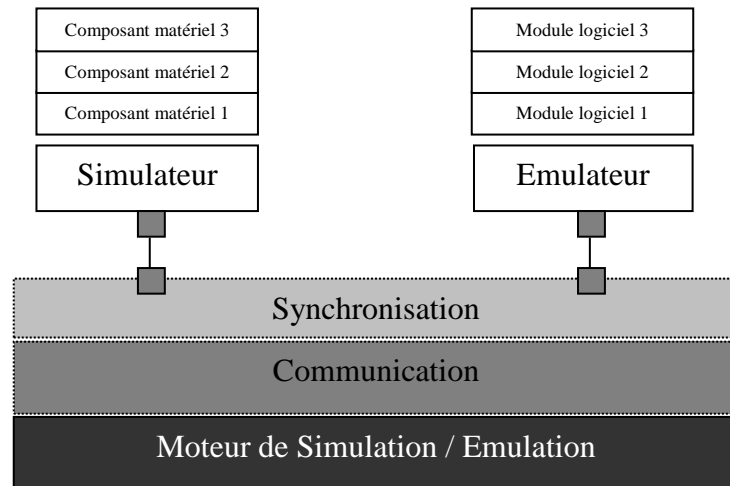 Composant matériel 3
Composant matériel 2
Composant matériel 1
Simulateur
Module logiciel 3
Module logiciel 2
Module logiciel 1
Emulateur
Synchronisation
Communication
Moteur de Simulation / Emulation